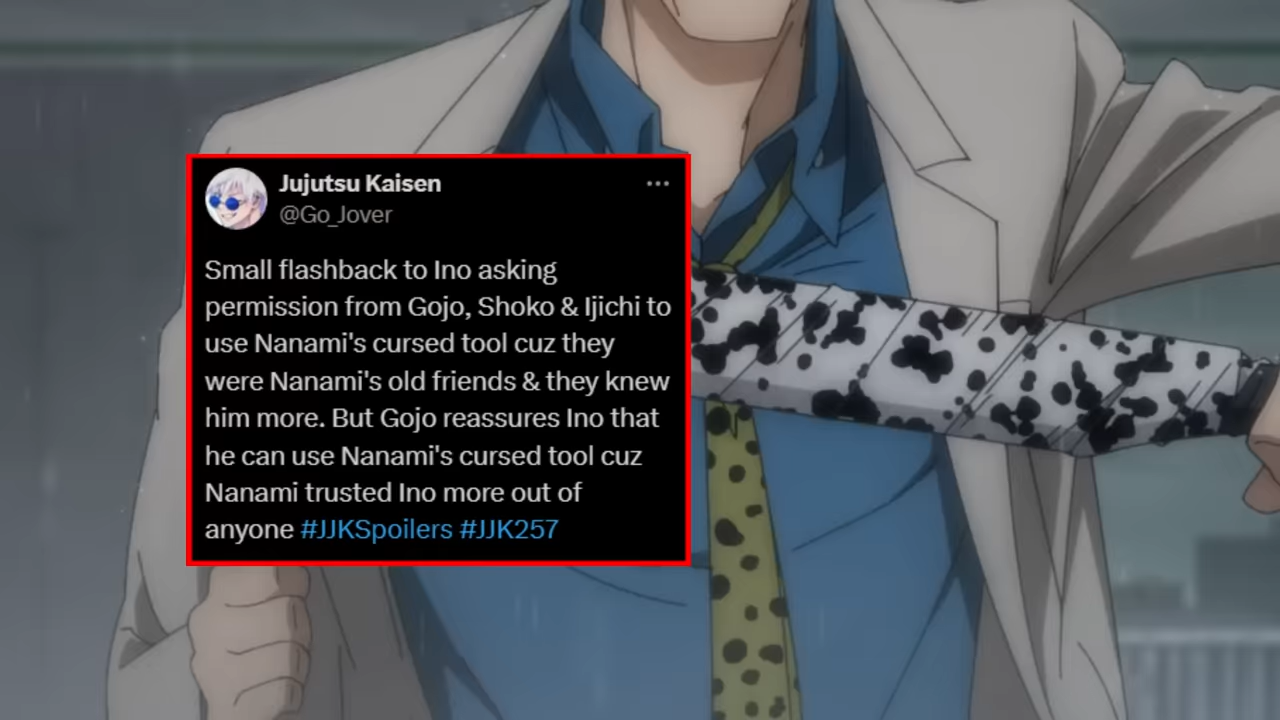 Jujutsu Kaisen
@Go_Jover
Small flashback to Ino asking
permission from Gojo, Shoko & Ijichi to
use Nanami's cursed tool cuz they
were Nanami's old friends & they knew
him more. But Gojo reassures Ino that
he can use Nanami's cursed tool cuz
Nanami trusted Ino more out of
anyone #JJKSpoilers #JJK257